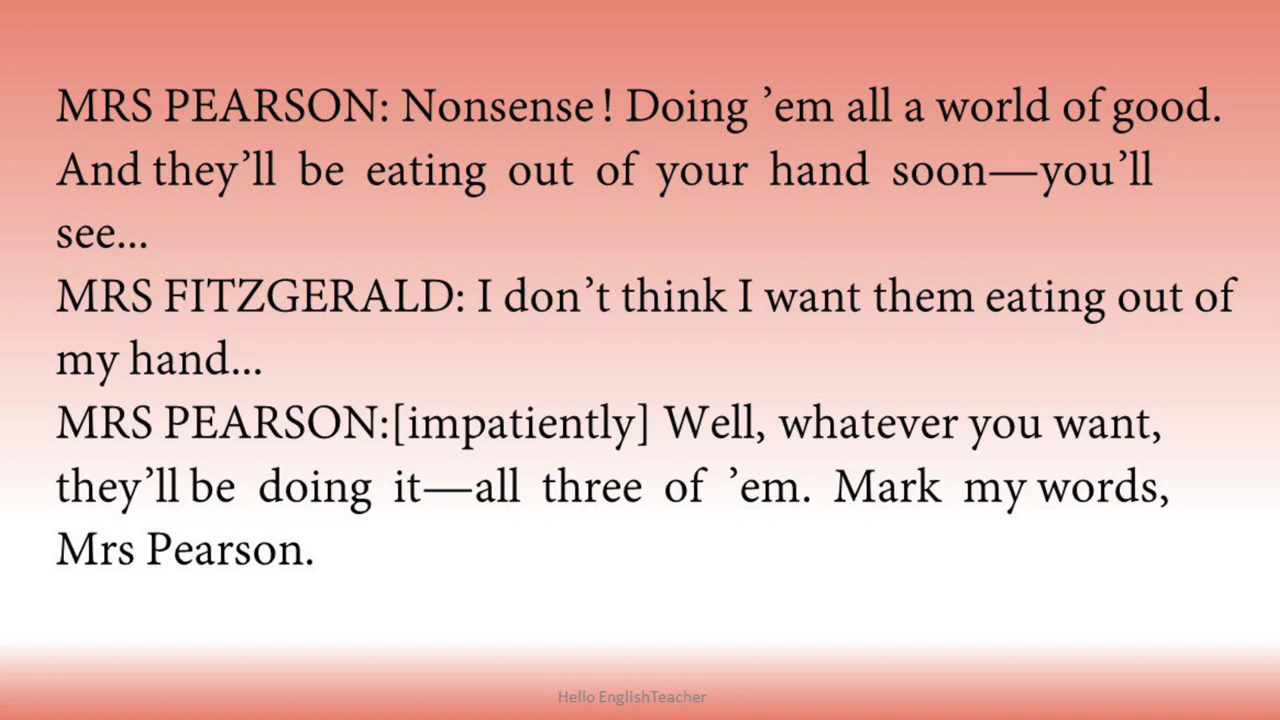 MRS PEARSON: Nonsense! Doing ’em all a world of good.
And they’ll be eating out of your hand soon—you’ll
see...
MRS FITZGERALD: I don’t think I want them eating out of
my hand...
MRS PEARSON:[impatiently] Well, whatever you want,
they’ll be doing it—all three of ’em. Mark my words,
Mrs Pearson.
Hello EnglishTeacher